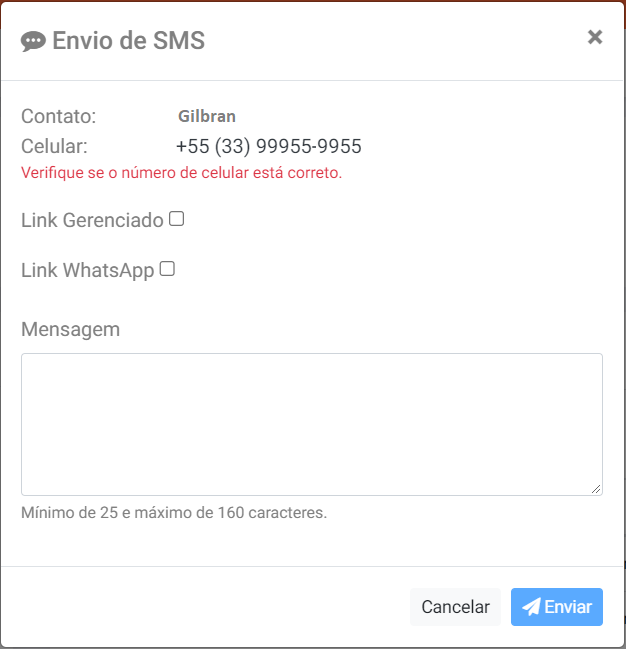 Envio de SMS ×
Contato: Gilbran
Celular: +55 (33) 99955-9955
Verifique se o número de celular está correto.
Link Gerenciado
Link WhatsApp
Mensagem
Mínimo de 25 e máximo de 160 caracteres.
Cancelar Enviar